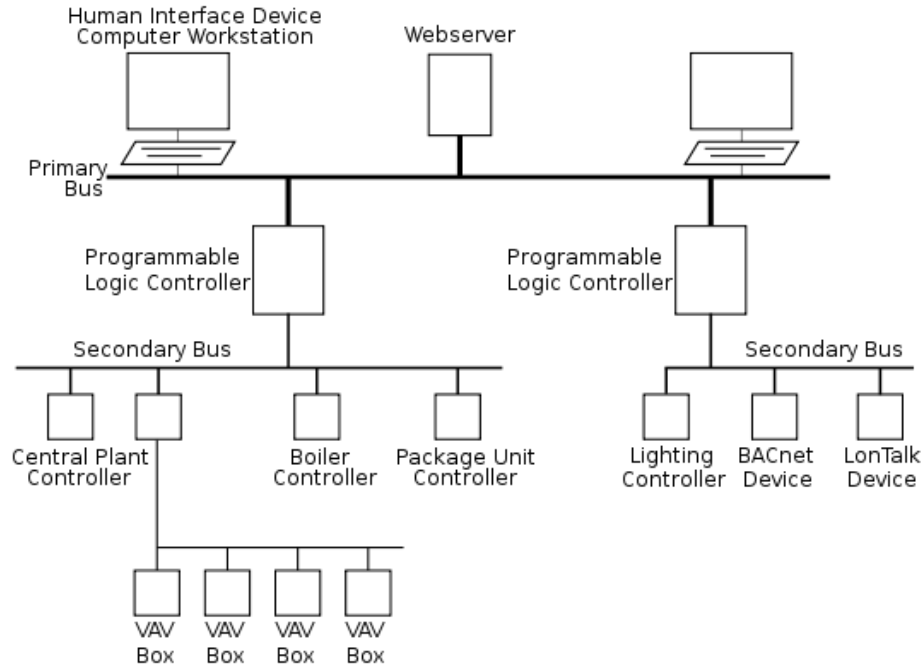 Human Interface Device
Computer Workstation
Webserver
Primary
Bus
Programmable
Logic Controller
Programmable
Logic Controller
Secondary Bus
Secondary Bus
Central Plant
Controller
Boiler
Controller
Package Unit
Controller
Lighting
Controller
BACnet
Device
LonTalk
Device
VAV
Box
VAV
Box
VAV
Box
VAV
Box